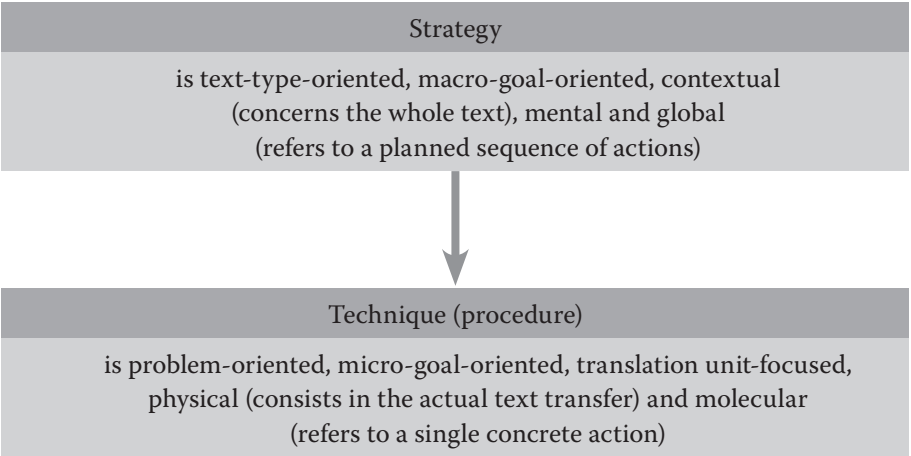 Strategy
is text-type-oriented, macro-goal-oriented, contextual
(concerns the whole text), mental and global
(refers to a planned sequence of actions)
Technique (procedure)
is problem-oriented, micro-goal-oriented, translation unit-focused,
physical (consists in the actual text transfer) and molecular
(refers to a single concrete action)